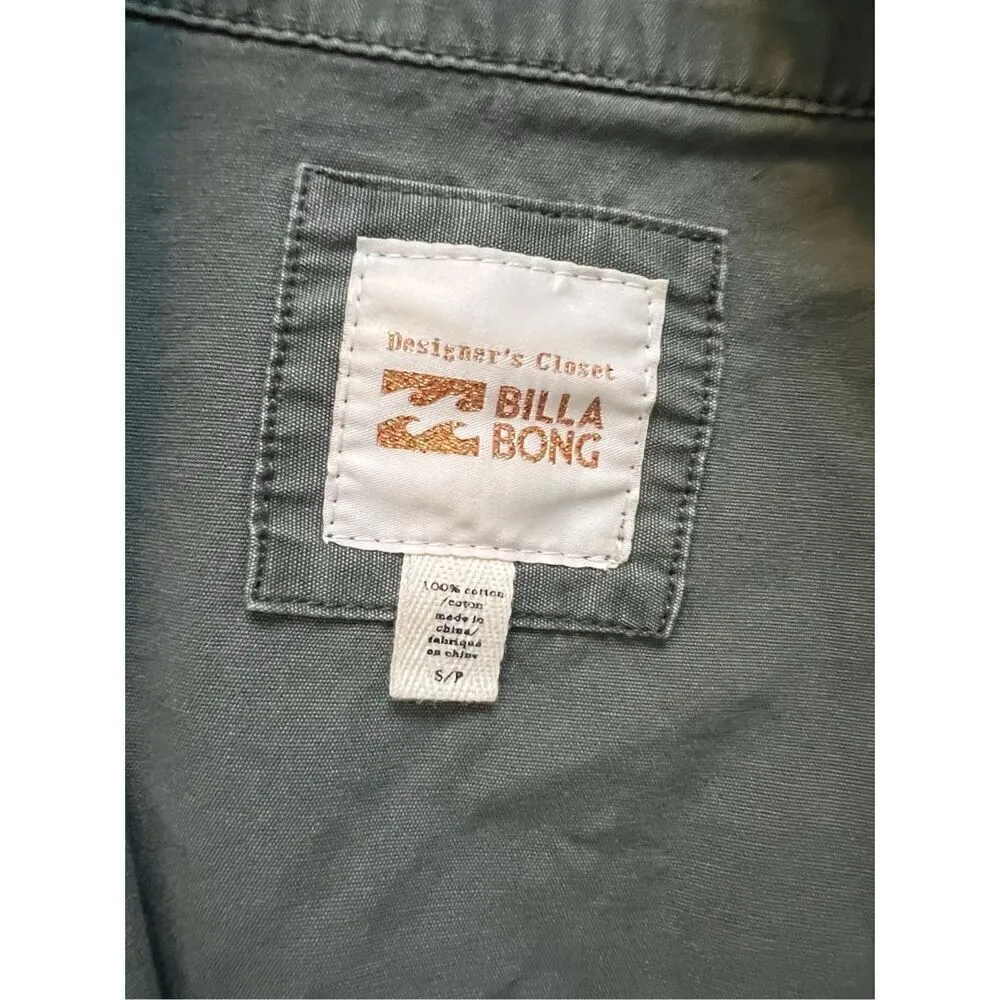 Designer's Closet
BILLA
BONG
100% cotton
/coton
made in
china/
fabriqué
en chine
S/P